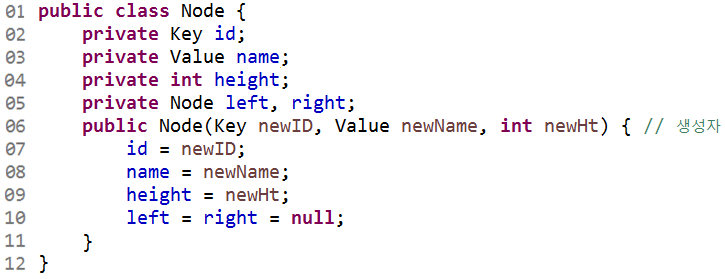 01 public class Node {
02     private Key id;
03     private Value name;
04     private int height;
05     private Node left, right;
06     public Node(Key newID, Value newName, int newHt) { // 생성자
07         id = newID;
08         name = newName;
09         height = newHt;
10         left = right = null;
11     }
12 }